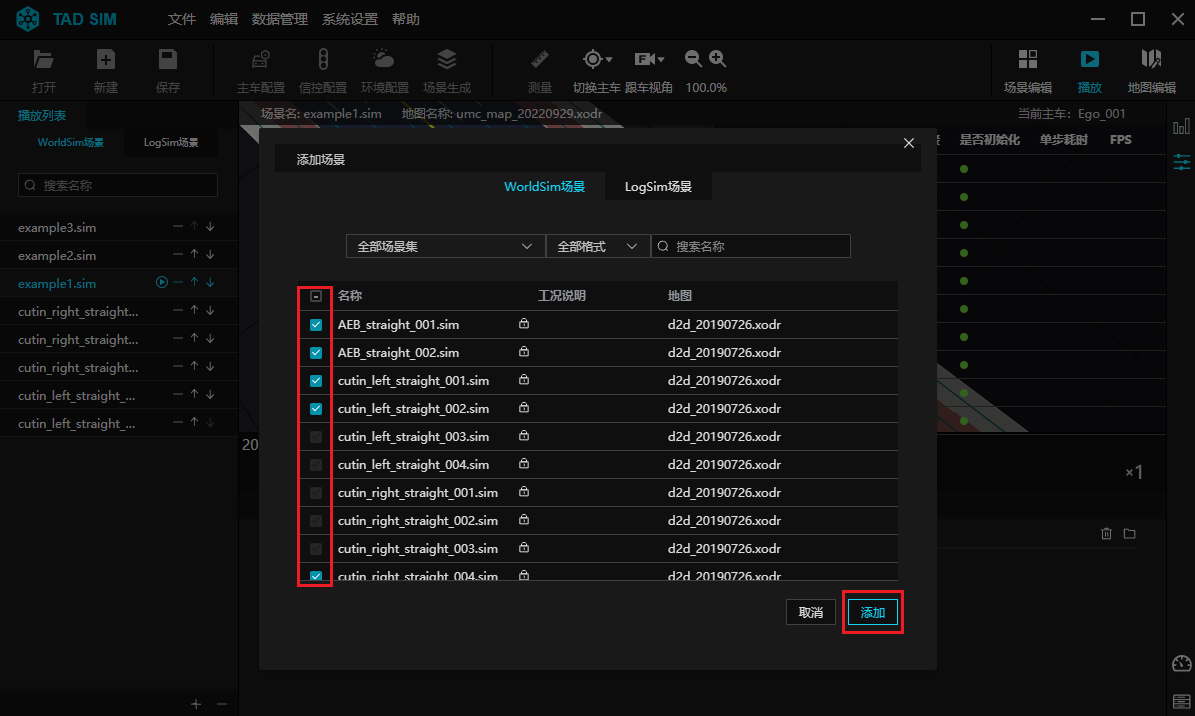 TAD SIM 文件 编辑 数据管理 系统设置 帮助
打开 新建 保存 主车配置 信控配置 环境配置 场景生成 测量 切换主车 跟车视角 100.0% 场景编辑 播放 地图编辑
播放列表
场景名: example1.sim 地图名称: umc_map_20220929.xodr 当前主车: Ego_001
WorldSim场景 LogSim场景
是否初始化 单步耗时 FPS
搜索名称
example3.sim
example2.sim
example1.sim
cutin_right_straight...
cutin_right_straight...
cutin_right_straight...
cutin_left_straight_...
cutin_left_straight_...
20
×1
添加场景
WorldSim场景 LogSim场景
全部场景集 全部格式 搜索名称
名称 工况说明 地图
AEB_straight_001.sim d2d_20190726.xodr
AEB_straight_002.sim d2d_20190726.xodr
cutin_left_straight_001.sim d2d_20190726.xodr
cutin_left_straight_002.sim d2d_20190726.xodr
cutin_left_straight_003.sim d2d_20190726.xodr
cutin_left_straight_004.sim d2d_20190726.xodr
cutin_right_straight_001.sim d2d_20190726.xodr
cutin_right_straight_002.sim d2d_20190726.xodr
cutin_right_straight_003.sim d2d_20190726.xodr
cutin_right_straight_004.sim d2d_20190726.xodr
取消 添加